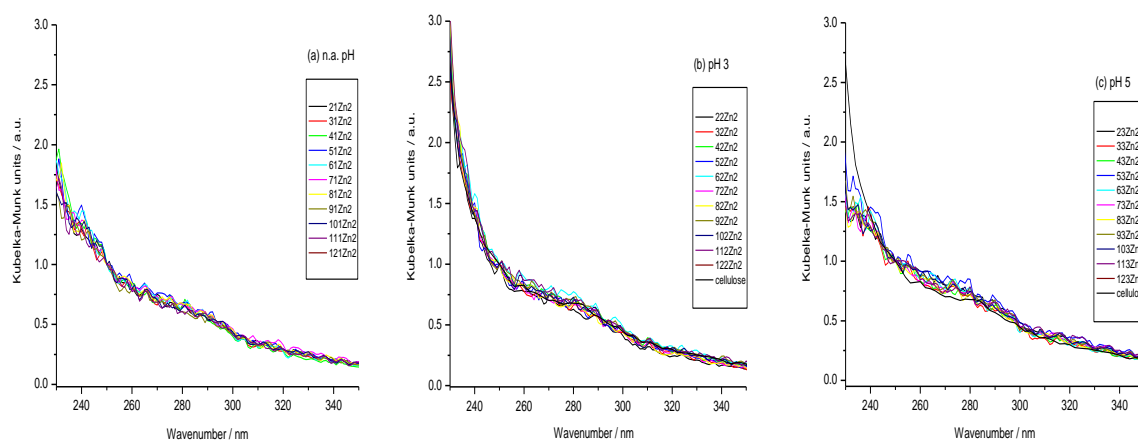 (a) n.a. pH
3.0
2.5
2.0
1.5
1.0
0.5
0.0
Kubelka-Munk units / a.u.
21Zn2
31Zn2
41Zn2
51Zn2
61Zn2
71Zn2
81Zn2
91Zn2
101Zn2
111Zn2
121Zn2
240 260 280 300 320 340
Wavenumber / nm
(b) pH 3
3.0
2.5
2.0
1.5
1.0
0.5
0.0
Kubelka-Munk units / a.u.
22Zn2
32Zn2
42Zn2
52Zn2
62Zn2
72Zn2
82Zn2
92Zn2
102Zn2
112Zn2
122Zn2
cellulose
240 260 280 300 320 340
Wavenumber / nm
(c) pH 5
3.0
2.5
2.0
1.5
1.0
0.5
0.0
Kubelka-Munk units / a.u.
23Zn2
33Zn2
43Zn2
53Zn2
63Zn2
73Zn2
83Zn2
93Zn2
103Zn
113Zn
123Zn
cellulo
240 260 280 300 320 340
Wavenumber / nm